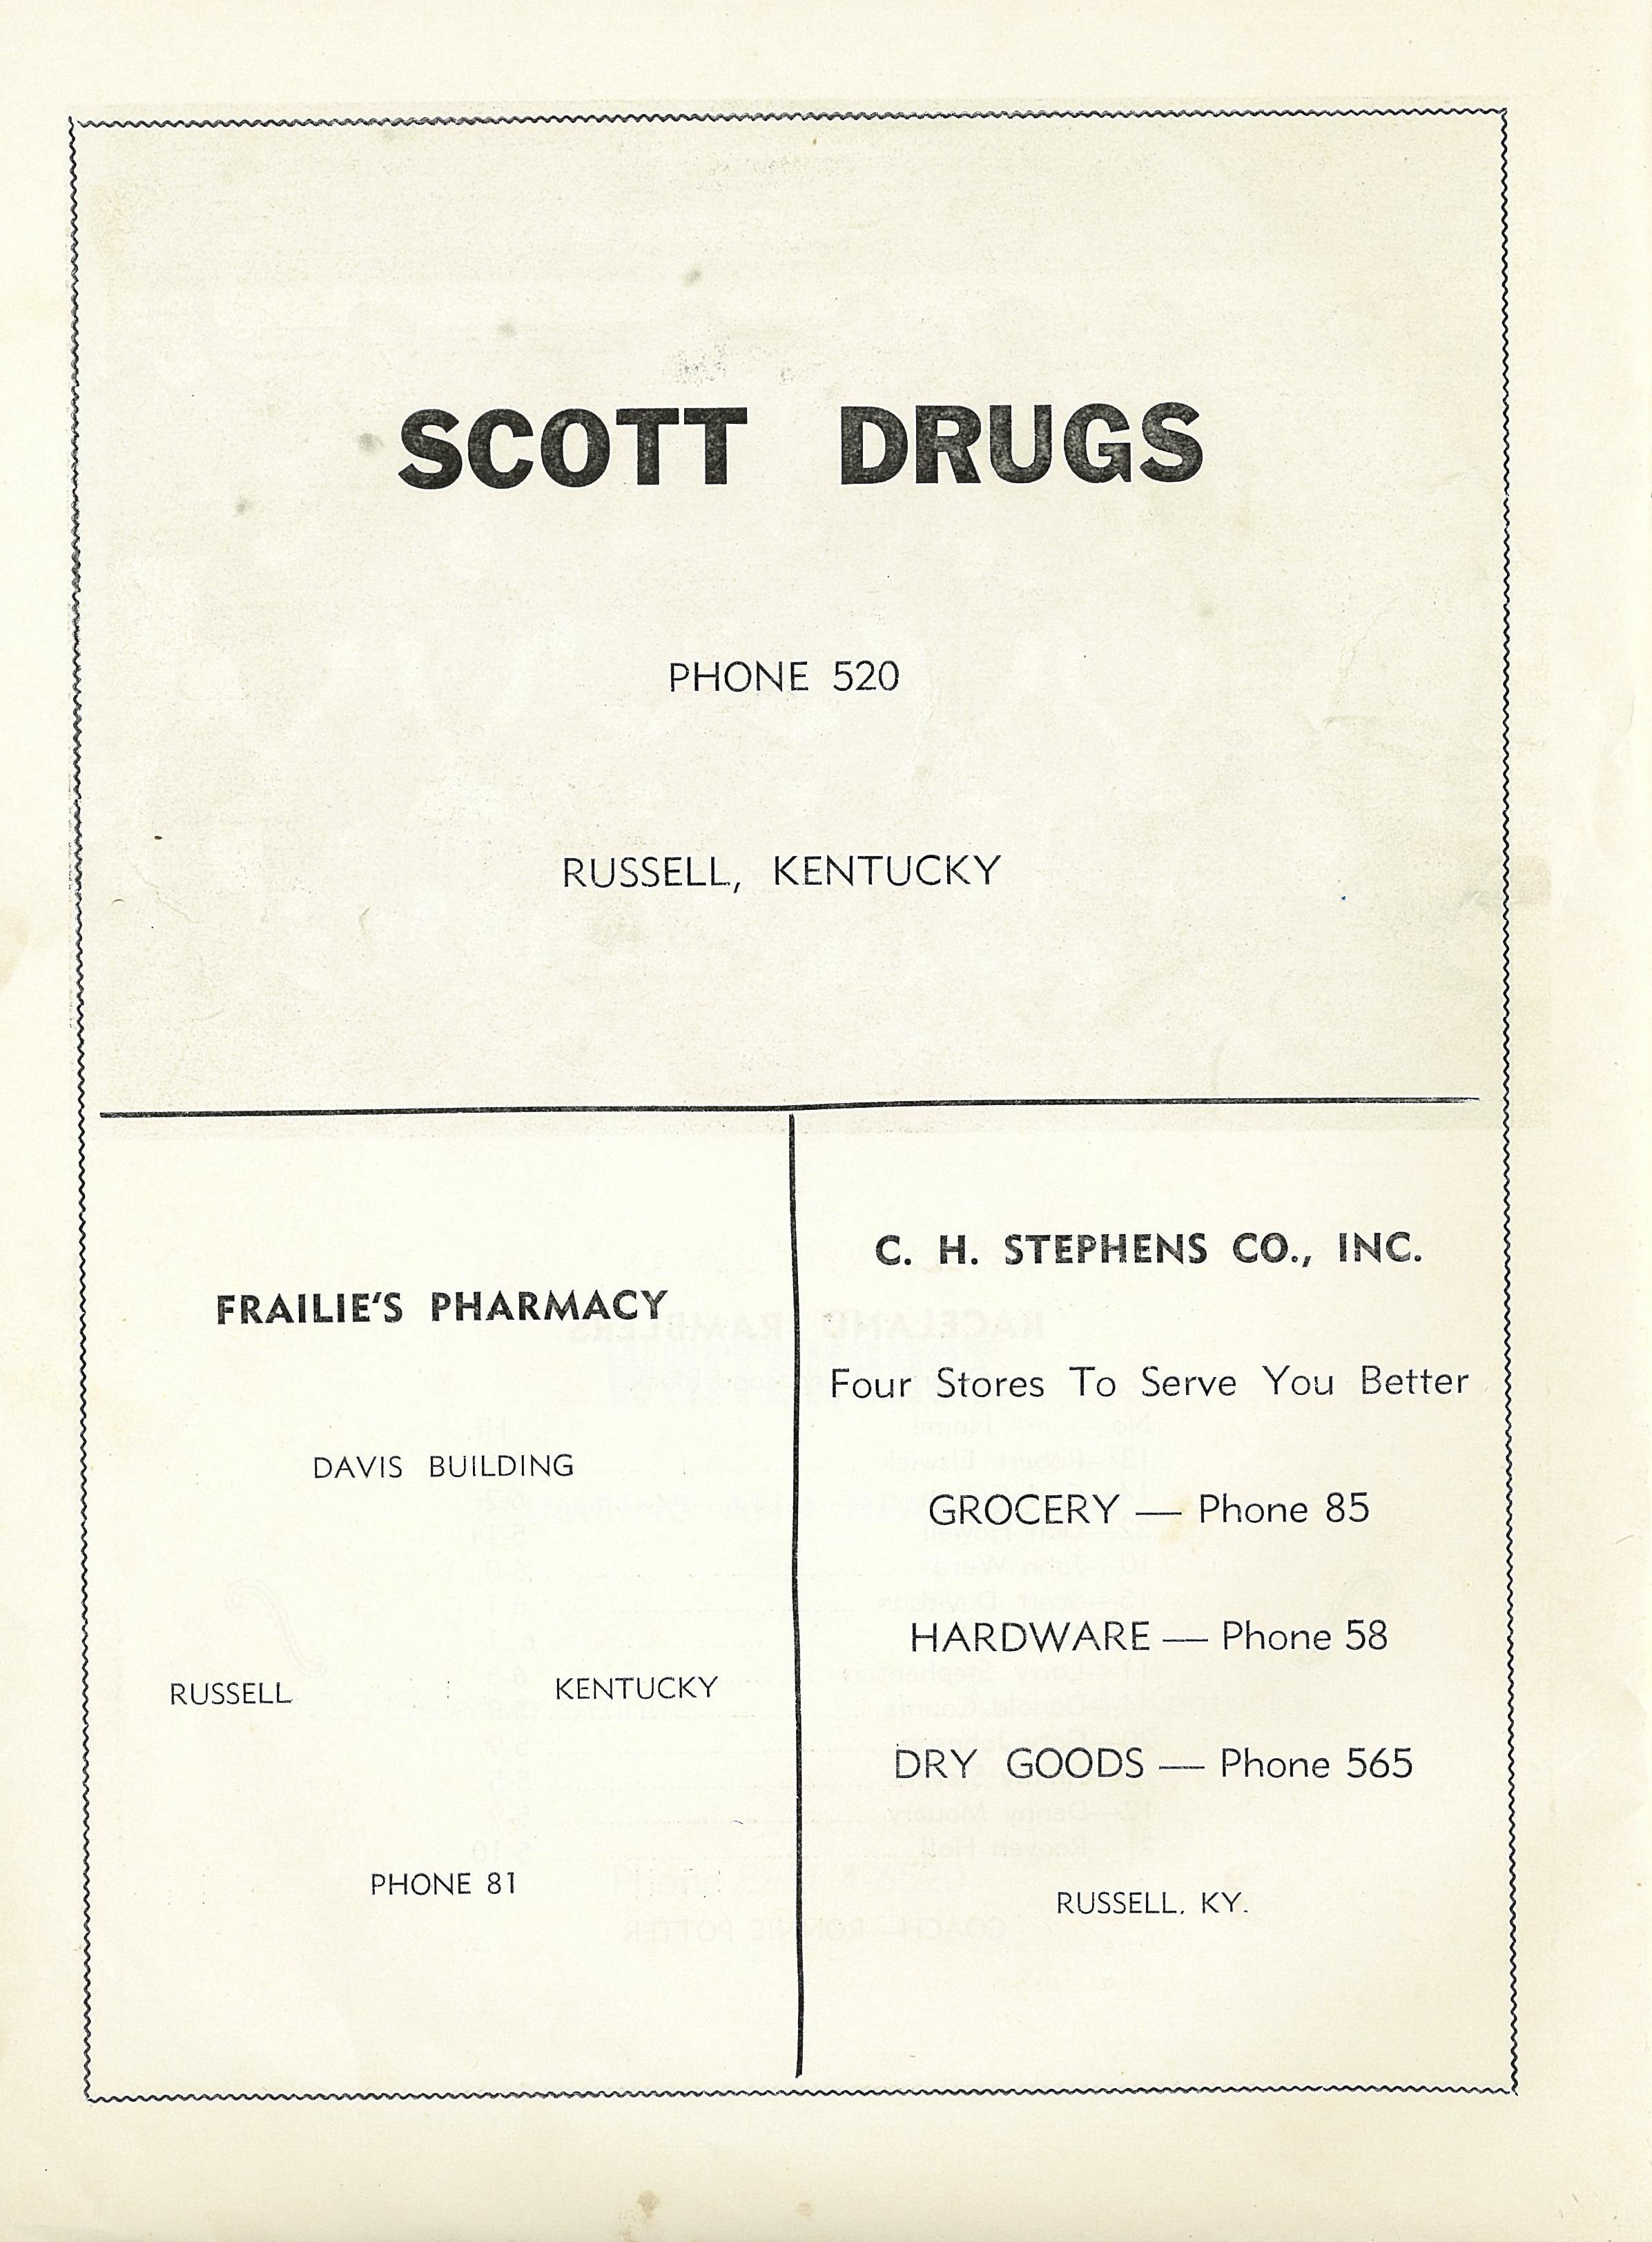 SCOTT DRUGS
PHONE 520
RUSSELL, KENTUCKY
FRAILIE'S PHARMACY
DAVIS BUILDING
RUSSELL : KENTUCKY
PHONE 81
C. H. STEPHENS CO., INC.
Four Stores To Serve You Better
GROCERY — Phone 85
HARDWARE — Phone 58
DRY GOODS — Phone 565
RUSSELL, KY.